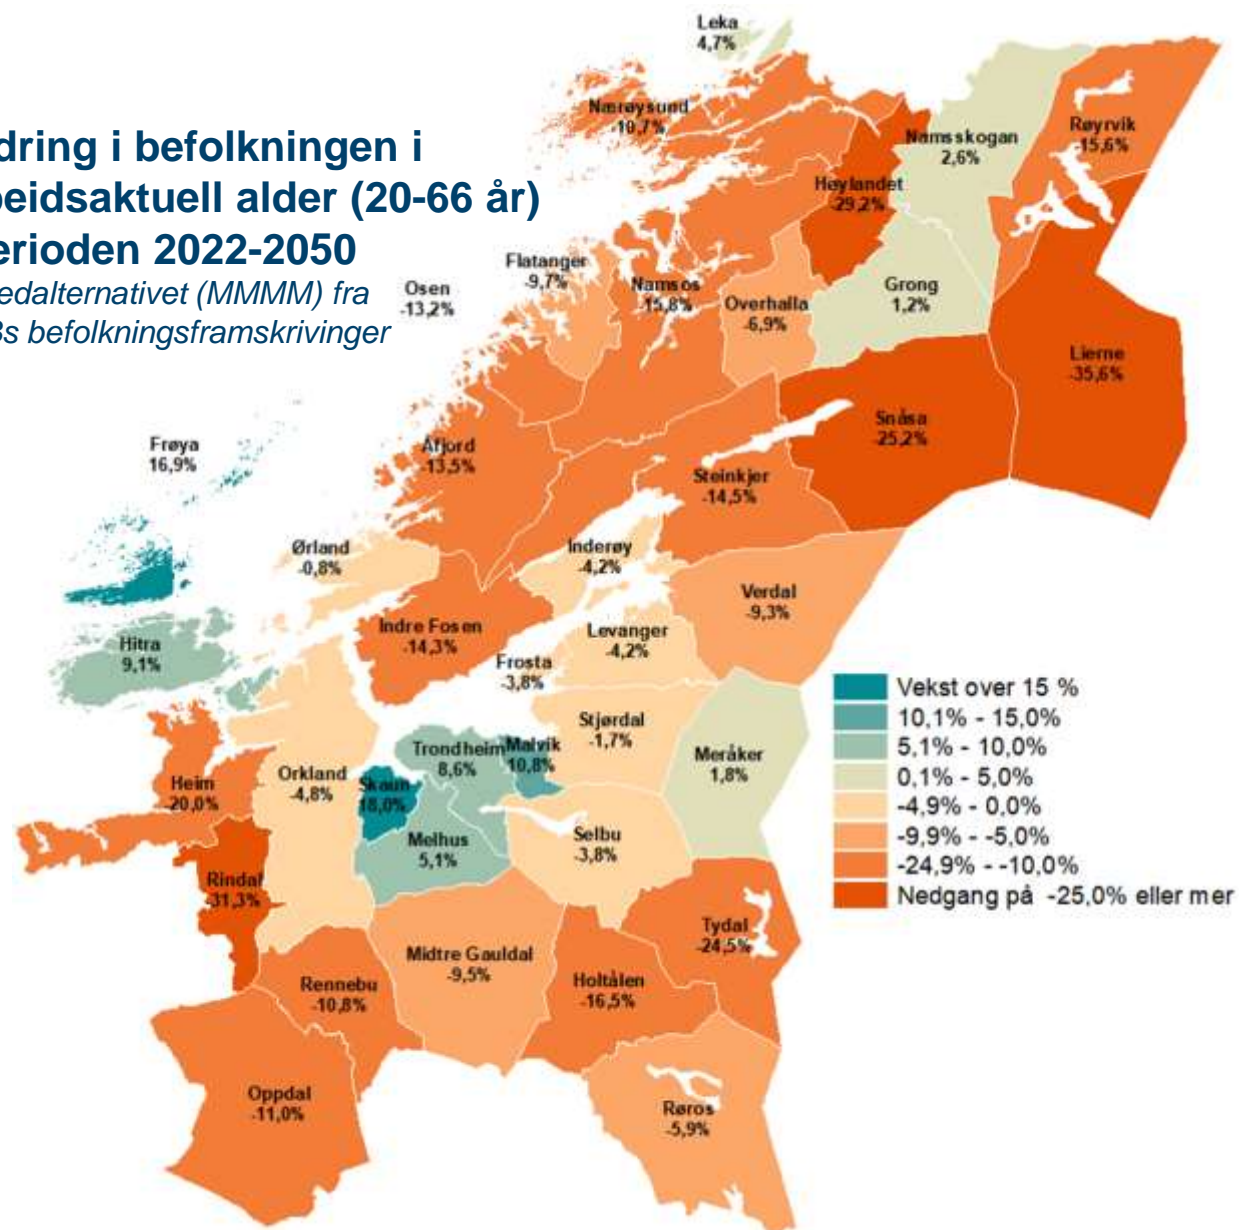 dring i befolkningen i
beidsaktuell alder (20-66 år)
erioden 2022-2050
edalternativet (MMMM) fra
s befolkningsframskrivinger
Leka
4,7%
Nærøysund
-10,7%
Namsskogan
2,6%
Røyrvik
-15,6%
Høylandet
-29,2%
Flatanger
-9,7%
Osen
-13,2%
Namsos
-15,8%
Overhalla
-6,9%
Grong
1,2%
Lierne
-35,6%
Snåsa
-25,2%
Frøya
16,9%
Åfjord
-13,5%
Steinkjer
-14,5%
Ørland
-0,8%
Inderøy
-4,2%
Verdal
-9,3%
Hitra
9,1%
Indre Fosen
-14,3%
Levanger
-4,2%
Frosta
-3,8%
Stjørdal
-1,7%
Trondheim
8,6%
Malvik
10,8%
Meråker
1,8%
Heim
-20,0%
Orkland
-4,8%
Skaun
18,0%
Melhus
5,1%
Selbu
-3,8%
Rindal
-31,3%
Tydal
-24,5%
Midtre Gauldal
-9,5%
Rennebu
-10,8%
Holtålen
-16,5%
Oppdal
-11,0%
Røros
-5,9%
Vekst over 15 %
10,1% - 15,0%
5,1% - 10,0%
0,1% - 5,0%
-4,9% - 0,0%
-9,9% - -5,0%
-24,9% - -10,0%
Nedgang på -25,0% eller mer